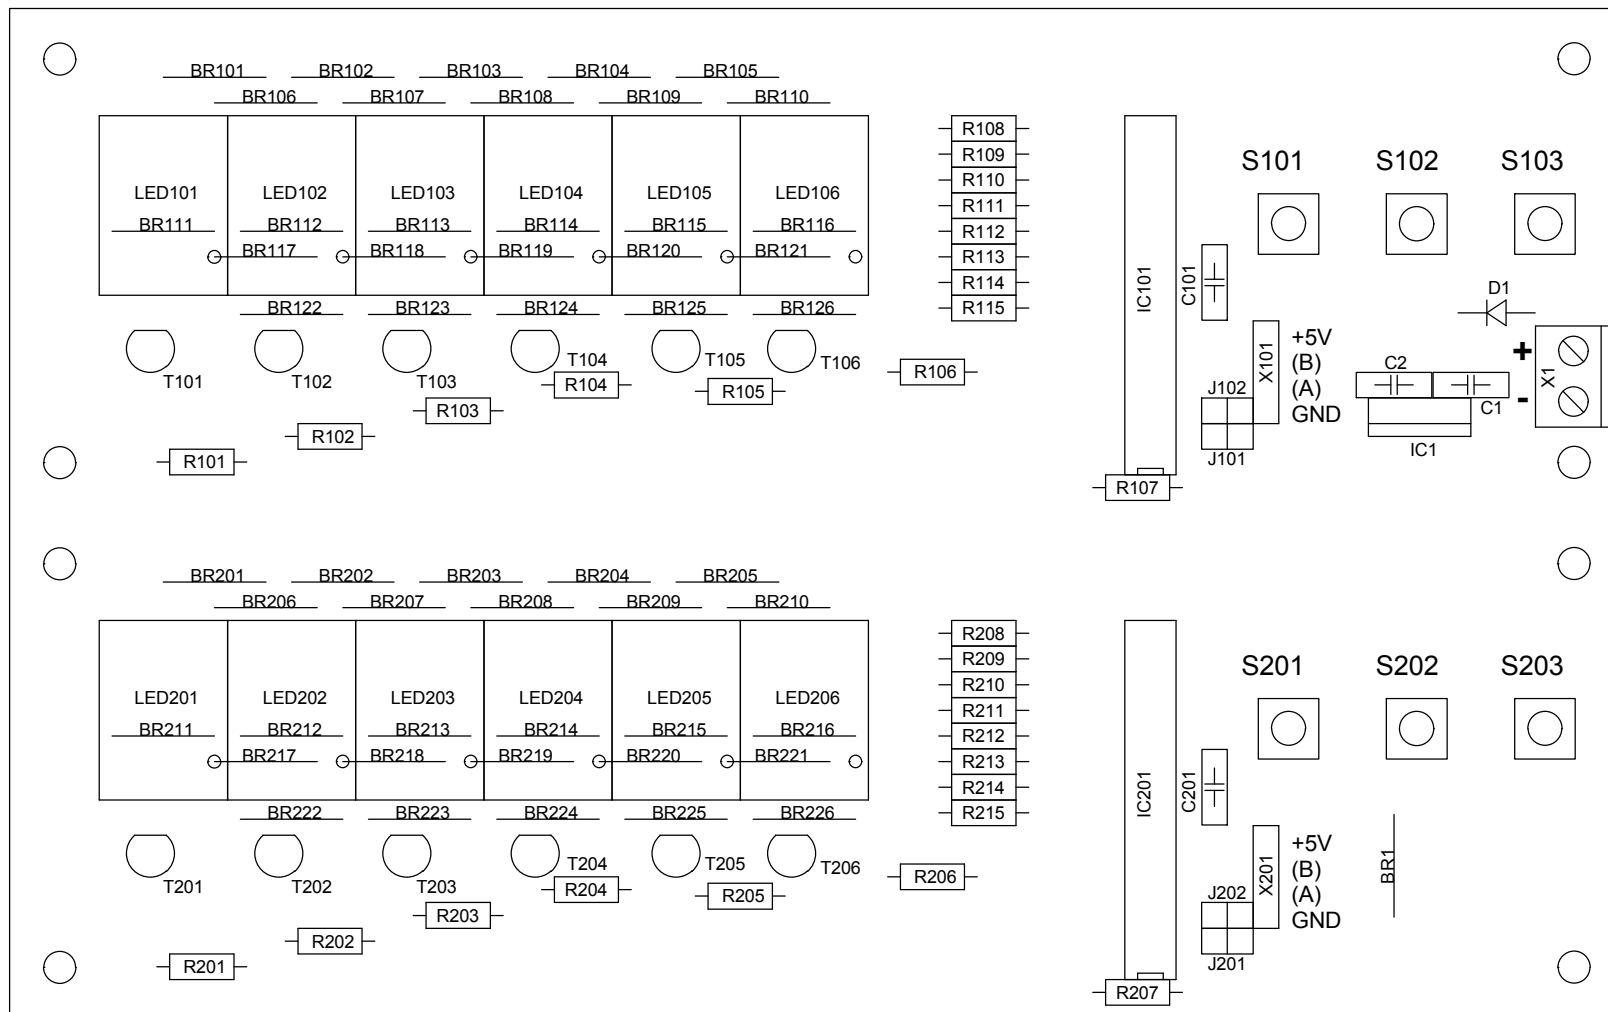 BR101 BR102 BR103 BR104 BR105
BR106 BR107 BR108 BR109 BR110
LED101 LED102 LED103 LED104 LED105 LED106
BR111 BR112 BR113 BR114 BR115 BR116
BR117 BR118 BR119 BR120 BR121
BR122 BR123 BR124 BR125 BR126
T101 T102 T103 T104 T105 T106
R101 R102 R103 R104 R105 R106
R108
R109
R110
R111
R112
R113
R114
R115
IC101
R107
C101
S101 S102 S103
D1
X101
+5V
(B)
(A)
GND
J102
J101
C2
C1
IC1
+
-
X1
BR201 BR202 BR203 BR204 BR205
BR206 BR207 BR208 BR209 BR210
LED201 LED202 LED203 LED204 LED205 LED206
BR211 BR212 BR213 BR214 BR215 BR216
BR217 BR218 BR219 BR220 BR221
BR222 BR223 BR224 BR225 BR226
T201 T202 T203 T204 T205 T206
R201 R202 R203 R204 R205 R206
R208
R209
R210
R211
R212
R213
R214
R215
IC201
R207
C201
S201 S202 S203
X201
+5V
(B)
(A)
GND
J202
J201
BR1